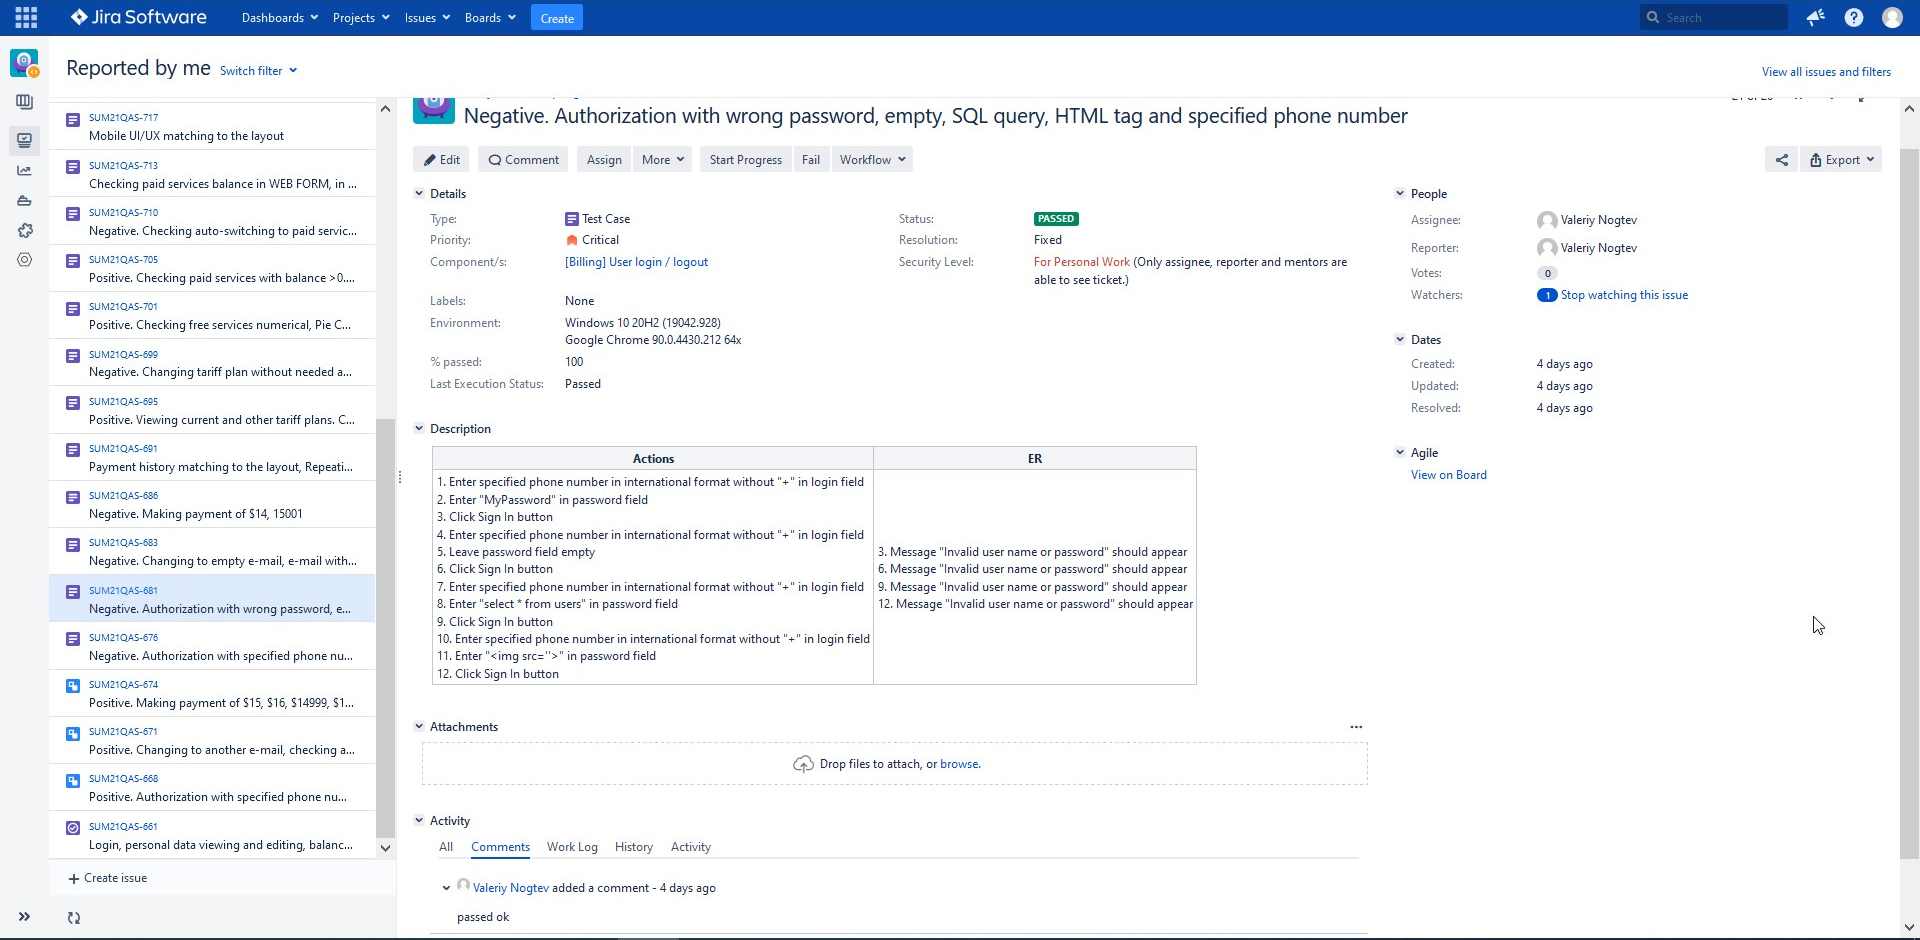 Jira Software
Dashboards
Projects
Issues
Boards
Create
Search
Reported by me
Switch filter
View all issues and filters
SUM21QAS-717
Mobile UI/UX matching to the layout
SUM21QAS-713
Checking paid services balance in WEB FORM, in ...
SUM21QAS-710
Negative. Checking auto-switching to paid servic...
SUM21QAS-705
Positive. Checking paid services with balance >0....
SUM21QAS-701
Positive. Checking free services numerical, Pie C...
SUM21QAS-699
Negative. Changing tariff plan without needed a...
SUM21QAS-695
Positive. Viewing current and other tariff plans. C...
SUM21QAS-691
Payment history matching to the layout, Repeati...
SUM21QAS-686
Negative. Making payment of $14, 15001
SUM21QAS-683
Negative. Changing to empty e-mail, e-mail with...
SUM21QAS-681
Negative. Authorization with wrong password, e...
SUM21QAS-676
Negative. Authorization with specified phone nu...
SUM21QAS-674
Positive. Making payment of $15, $16, $14999, $1...
SUM21QAS-671
Positive. Changing to another e-mail, checking a...
SUM21QAS-668
Positive. Authorization with specified phone nu...
SUM21QAS-661
Login, personal data viewing and editing, balanc...
Create issue
Negative. Authorization with wrong password, empty, SQL query, HTML tag and specified phone number
Edit
Comment
Assign
More
Start Progress
Fail
Workflow
Export
Details
Type: Test Case
Status: PASSED
Priority: Critical
Resolution: Fixed
Component/s: [Billing] User login / logout
Security Level: For Personal Work (Only assignee, reporter and mentors are
able to see ticket.)
Labels: None
Environment: Windows 10 20H2 (19042.928)
Google Chrome 90.0.4430.212 64x
% passed: 100
Last Execution Status: Passed
Description
Actions
ER
1. Enter specified phone number in international format without "+" in login field
2. Enter "MyPassword" in password field
3. Click Sign In button
4. Enter specified phone number in international format without "+" in login field
5. Leave password field empty
6. Click Sign In button
7. Enter specified phone number in international format without "+" in login field
8. Enter "select * from users" in password field
9. Click Sign In button
10. Enter specified phone number in international format without "+" in login field
11. Enter "<img src=''>" in password field
12. Click Sign In button
3. Message "Invalid user name or password" should appear
6. Message "Invalid user name or password" should appear
9. Message "Invalid user name or password" should appear
12. Message "Invalid user name or password" should appear
Attachments
Drop files to attach, or browse.
Activity
All
Comments
Work Log
History
Activity
Valeriy Nogtev added a comment - 4 days ago
passed ok
People
Assignee: Valeriy Nogtev
Reporter: Valeriy Nogtev
Votes: 0
Watchers: 1 Stop watching this issue
Dates
Created: 4 days ago
Updated: 4 days ago
Resolved: 4 days ago
Agile
View on Board